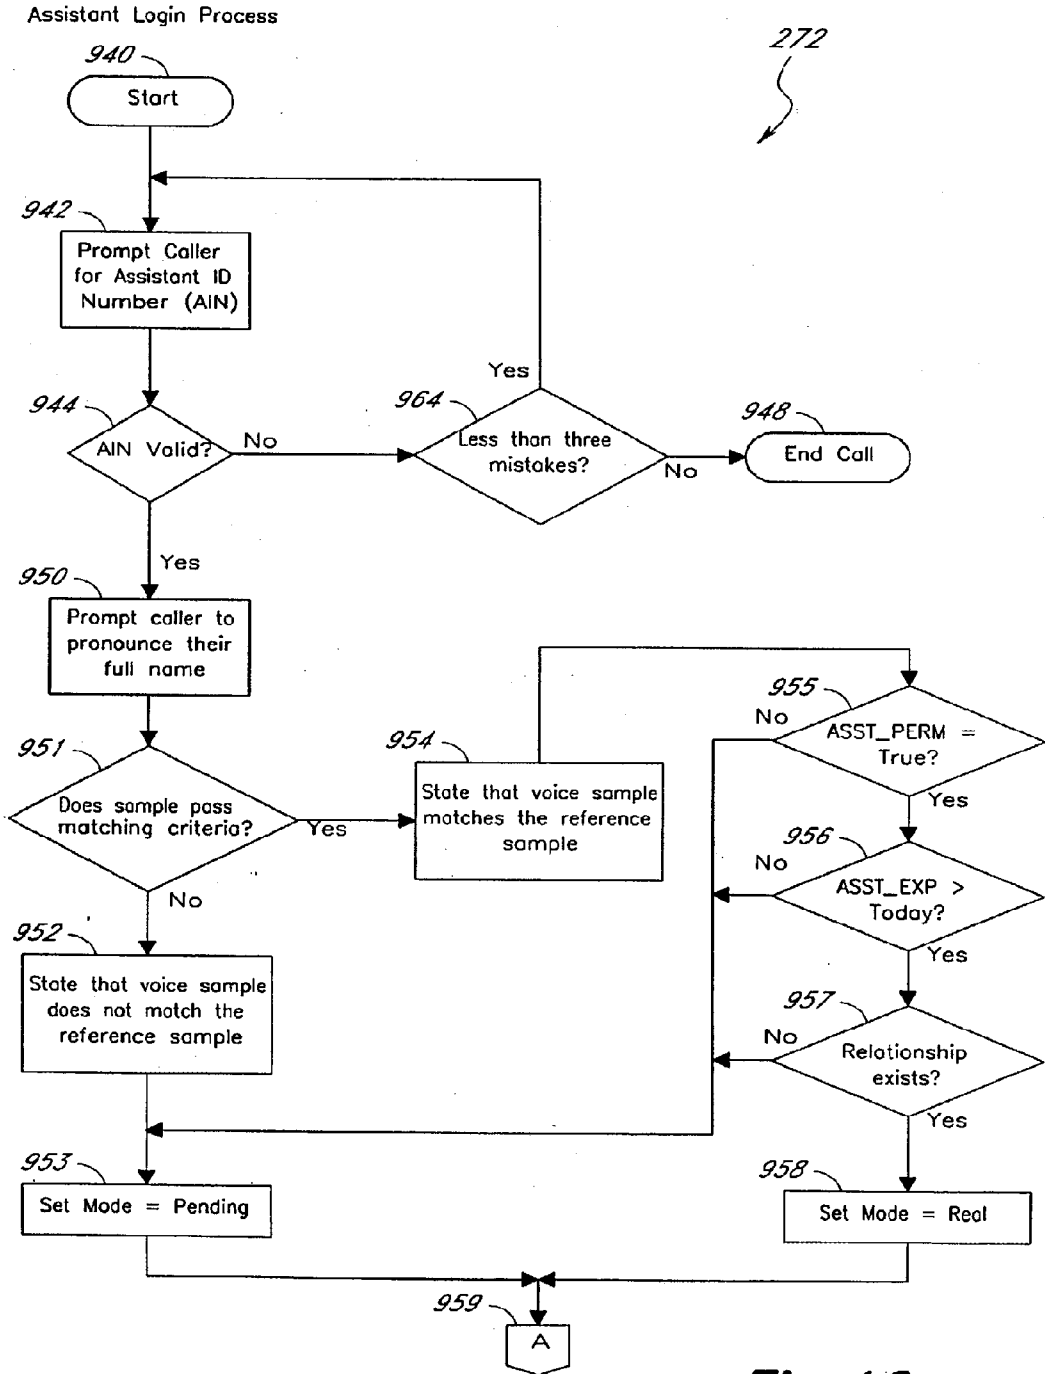 Assistant Login Process
272
940
Start
942
Prompt Caller
for Assistant ID
Number (AIN)
944
AIN Valid?
No
Yes
964
Less than three
mistakes?
Yes
No
948
End Call
950
Prompt caller to
pronounce their
full name
951
Does sample pass
matching criteria?
Yes
No
954
State that voice sample
matches the reference
sample
955
ASST_PERM =
True?
No
Yes
956
ASST_EXP >
Today?
No
Yes
957
Relationship
exists?
No
Yes
952
State that voice sample
does not match the
reference sample
953
Set Mode = Pending
958
Set Mode = Real
959
A